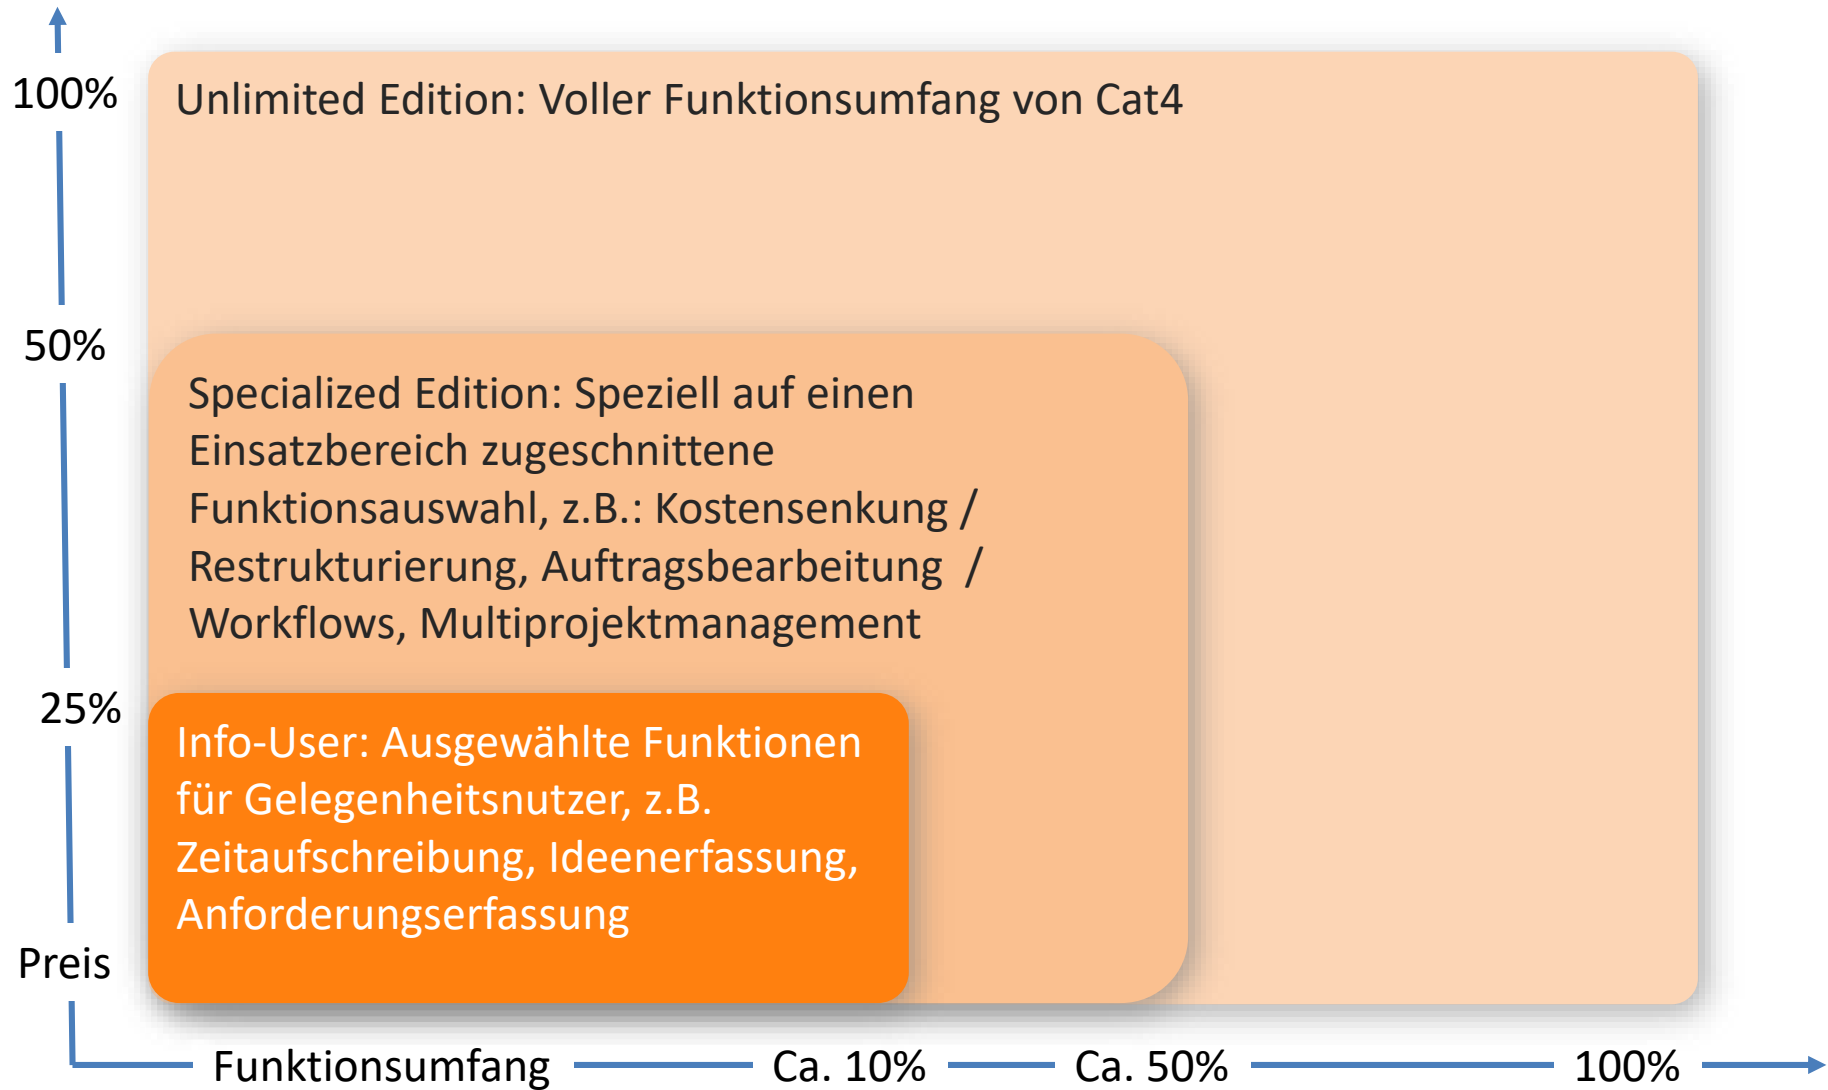 100%
Unlimited Edition: Voller Funktionsumfang von Cat4
50%
Specialized Edition: Speziell auf einen
Einsatzbereich zugeschnittene
Funktionsauswahl, z.B.: Kostensenkung /
Restrukturierung, Auftragsbearbeitung  /
Workflows, Multiprojektmanagement
25%
Info-User: Ausgewählte Funktionen
für Gelegenheitsnutzer, z.B.
Zeitaufschreibung, Ideenerfassung,
Anforderungserfassung
Preis
Funktionsumfang Ca. 10% Ca. 50% 100%